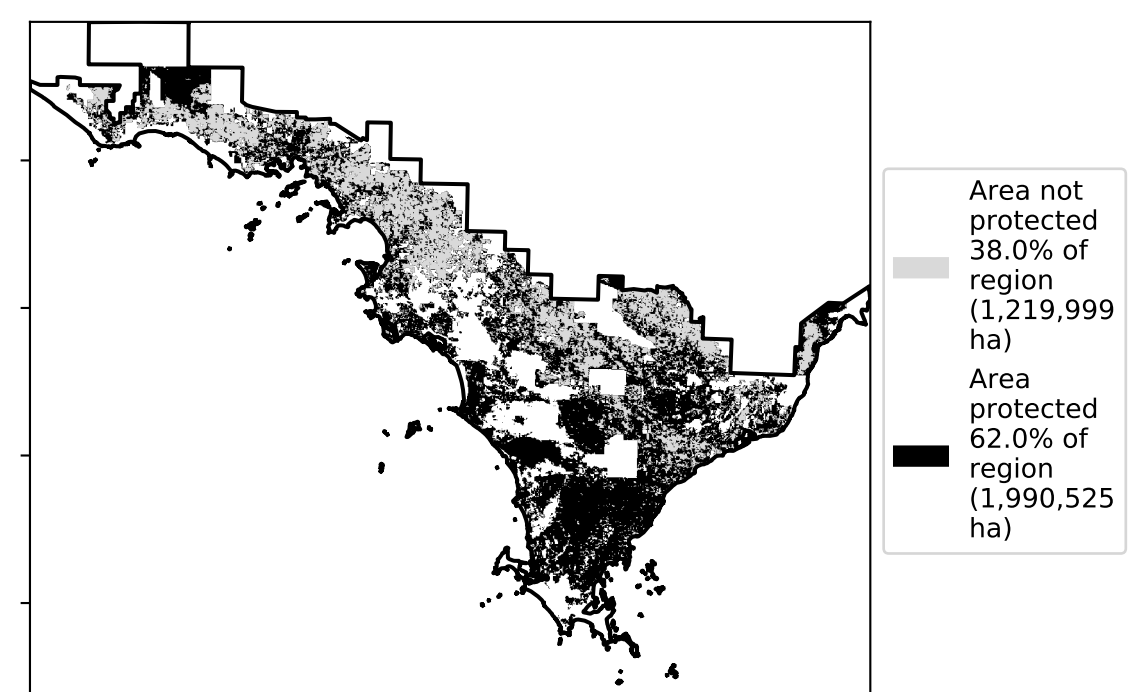 Area not
protected
38.0% of
region
(1,219,999
ha)
Area
protected
62.0% of
region
(1,990,525
ha)